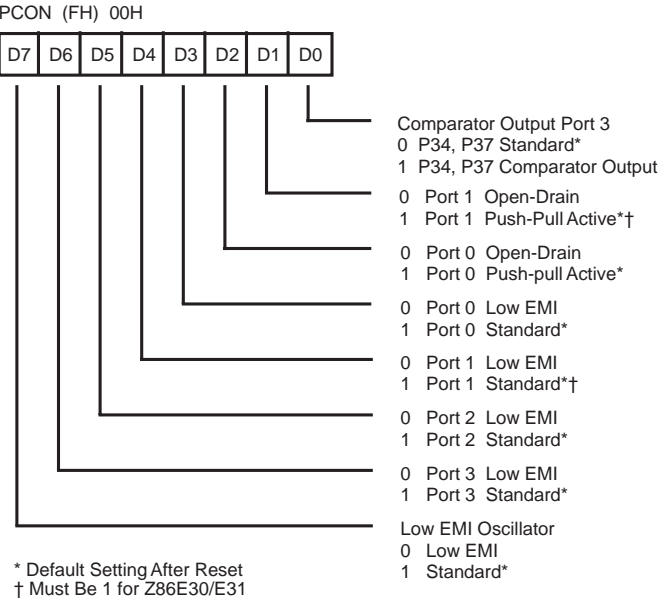 PCON (FH) 00H
D7 D6 D5 D4 D3 D2 D1 D0
Comparator Output Port 3
0 P34, P37 Standard*
1 P34, P37 Comparator Output
0 Port 1 Open-Drain
1 Port 1 Push-Pull Active*†
0 Port 0 Open-Drain
1 Port 0 Push-pull Active*
0 Port 0 Low EMI
1 Port 0 Standard*
0 Port 1 Low EMI
1 Port 1 Standard*†
0 Port 2 Low EMI
1 Port 2 Standard*
0 Port 3 Low EMI
1 Port 3 Standard*
Low EMI Oscillator
0 Low EMI
1 Standard*
* Default Setting After Reset
† Must Be 1 for Z86E30/E31